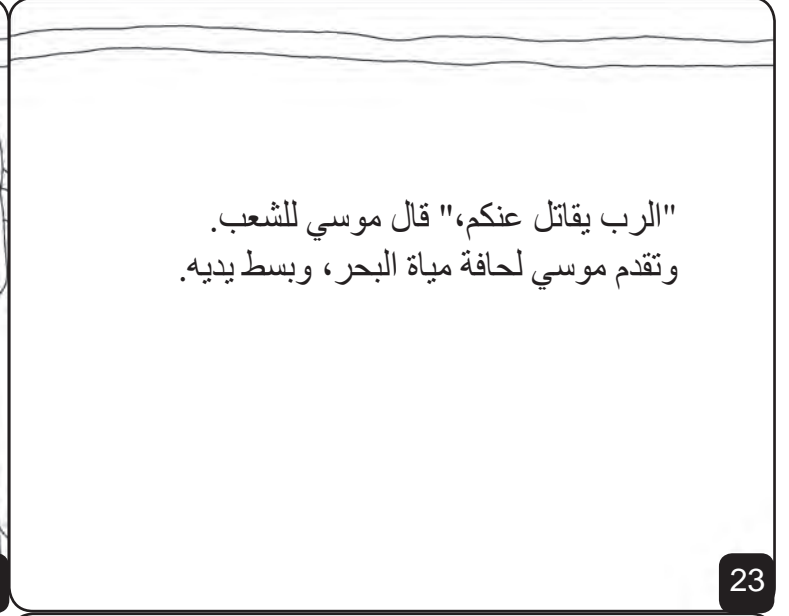 "الرب يقاتل عنكم،" قال موسي للشعب.
وتقدم موسي لحافة مياة البحر، وبسط يديه.
23